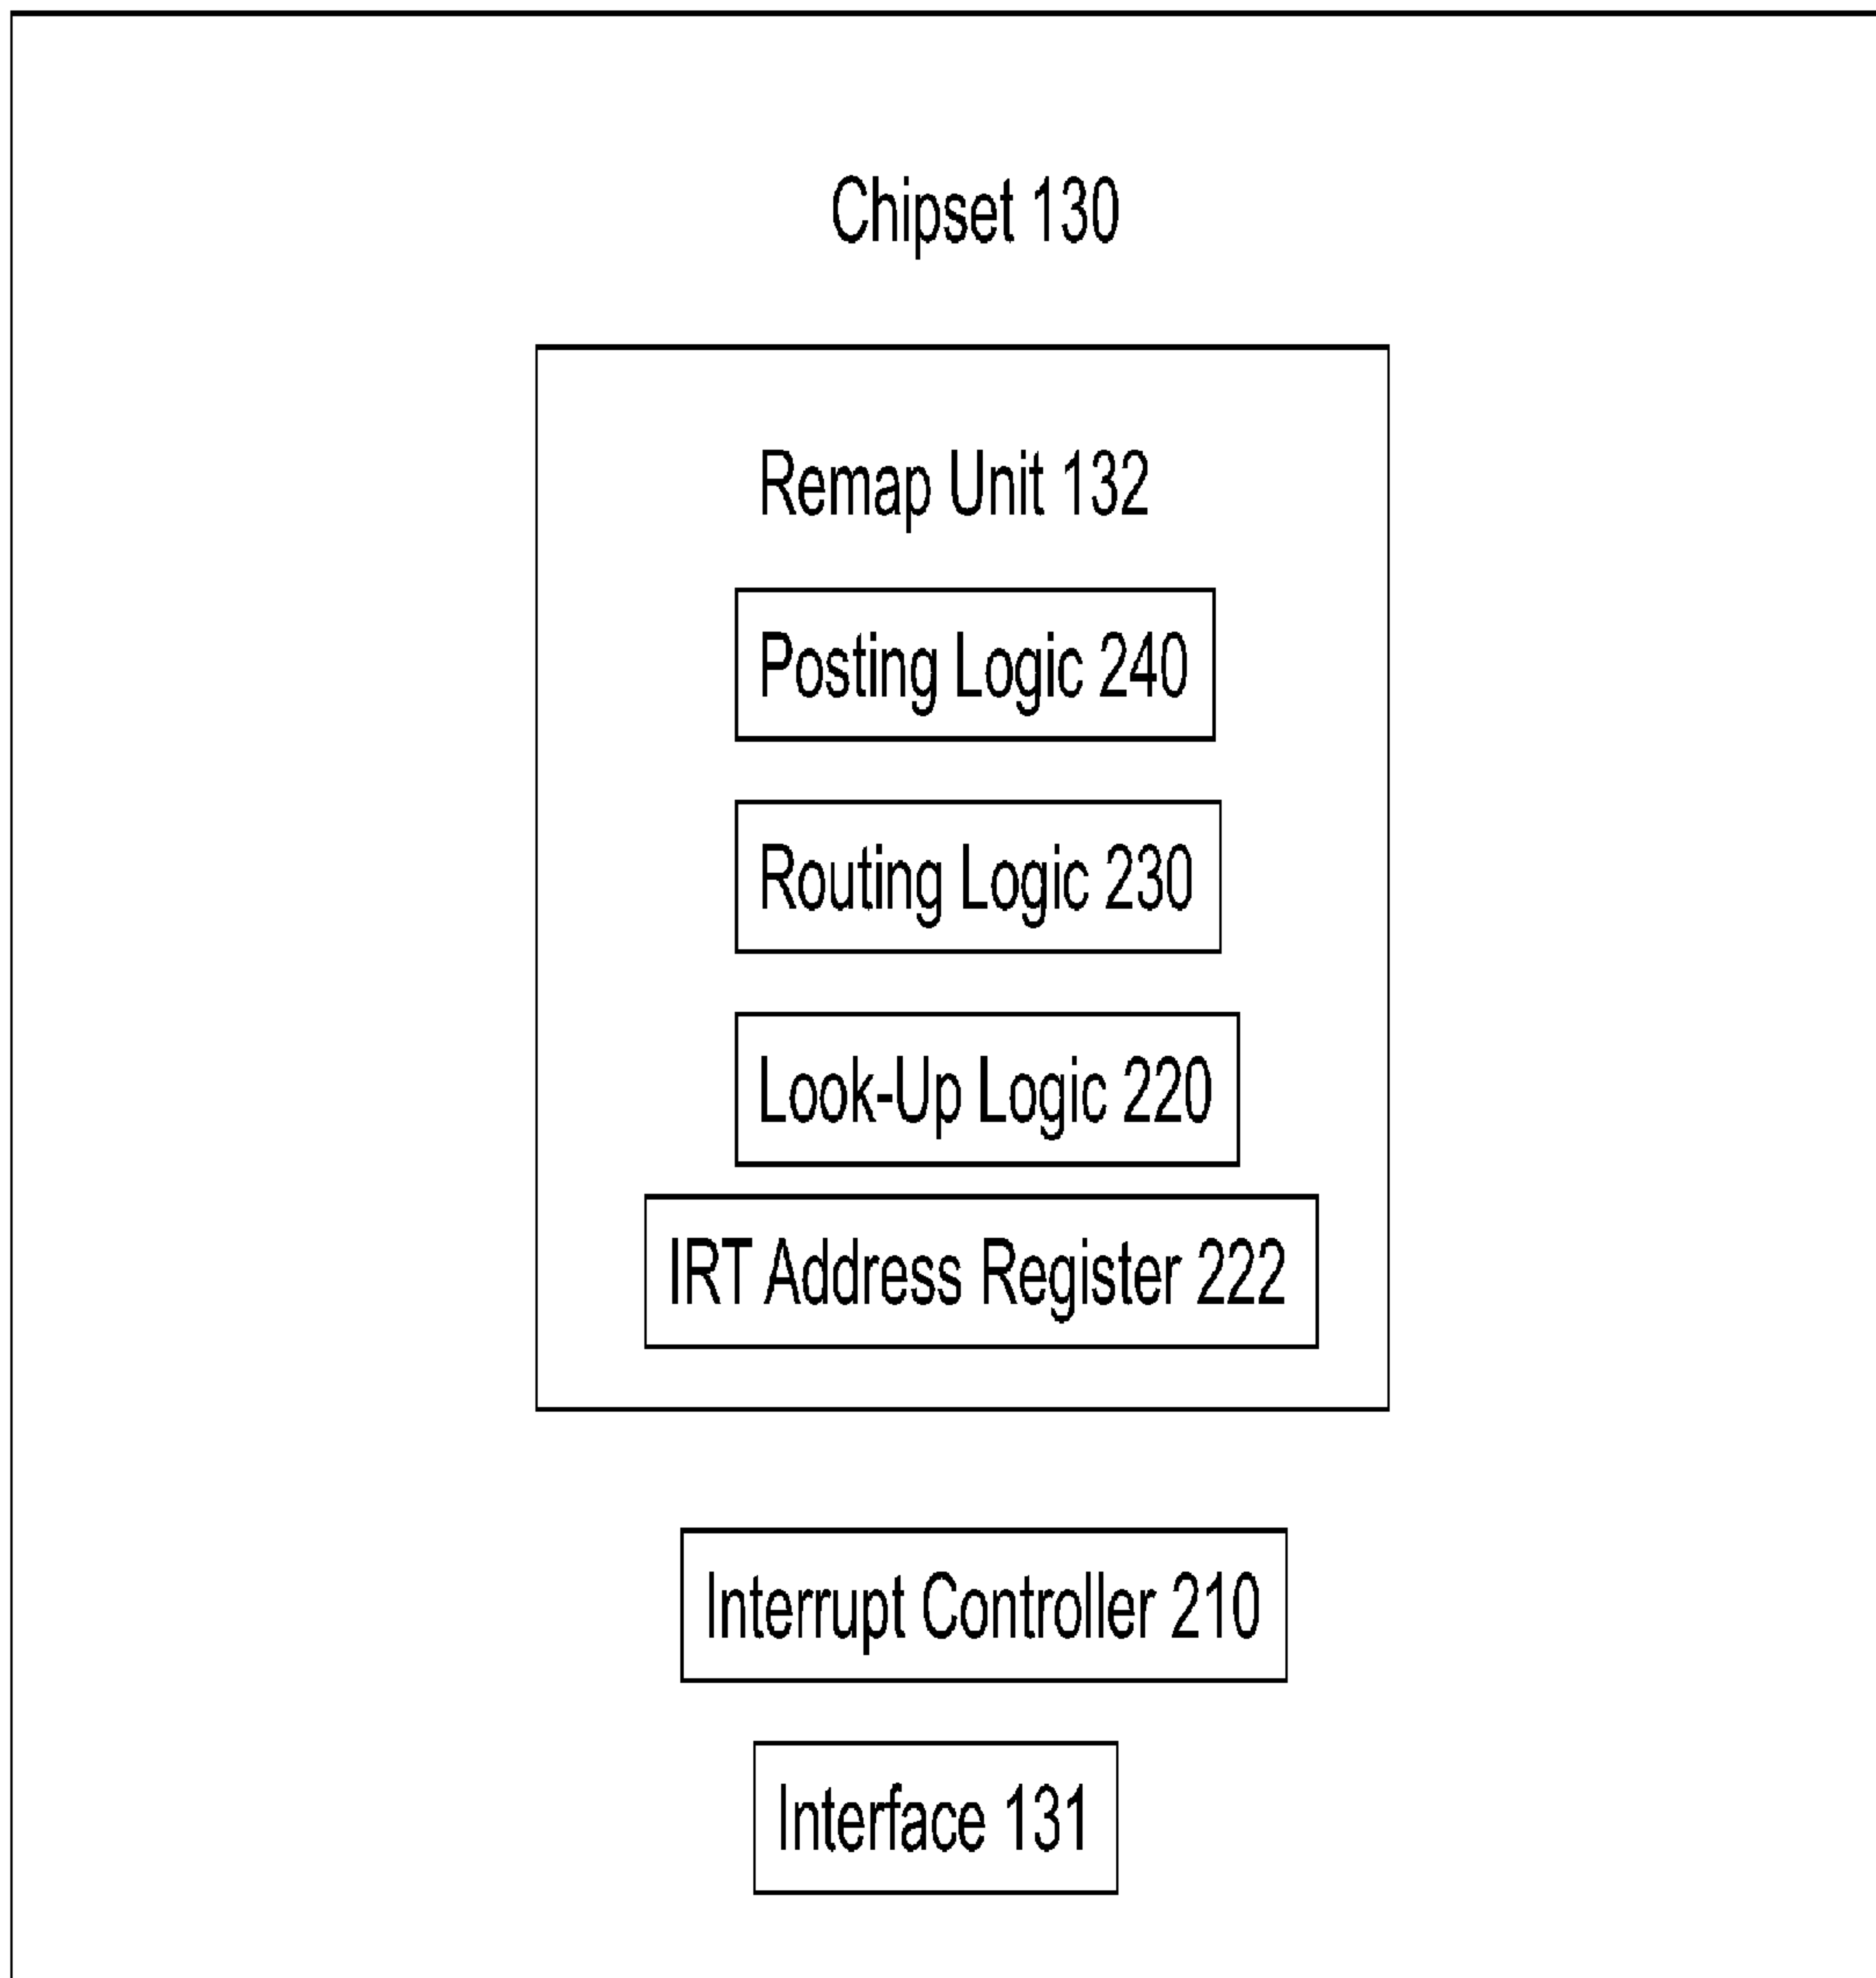 Chipset 130
Remap Unit 132
Posting Logic 240
Routing Logic 230
Look-Up Logic 220
IRT Address Register 222
Interrupt Controller 210
Interface 131